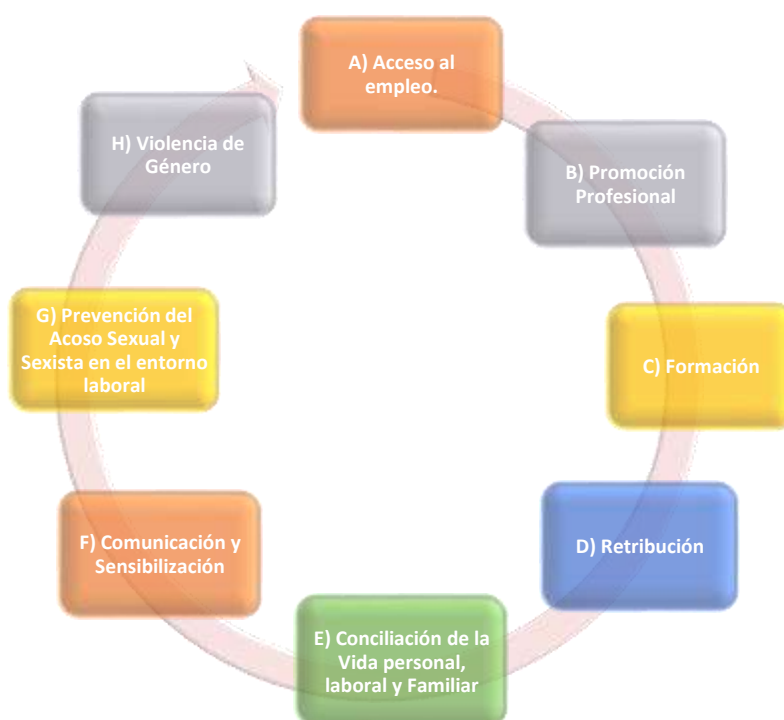 A) Acceso al
empleo.
B) Promoción
Profesional
C) Formación
D) Retribución
E) Conciliación de la
Vida personal,
laboral y Familiar
F) Comunicación y
Sensibilización
G) Prevención del
Acoso Sexual y
Sexista en el entorno
laboral
H) Violencia de
Género